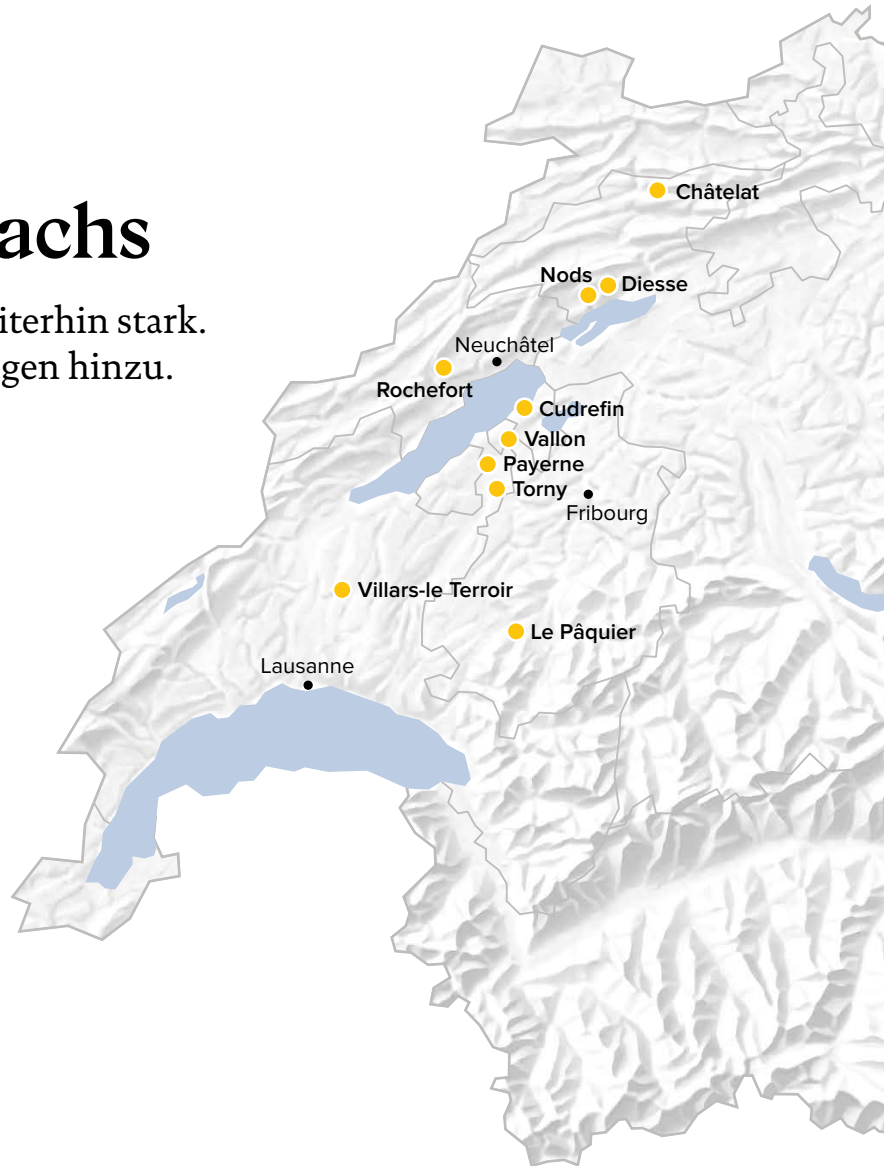 achs
iterhin stark.
gen hinzu.
Châtelat
Nods
Diesse
Neuchâtel
Rochefort
Cudrefin
Vallon
Payerne
Torny
Fribourg
Villars-le Terroir
Le Pâquier
Lausanne